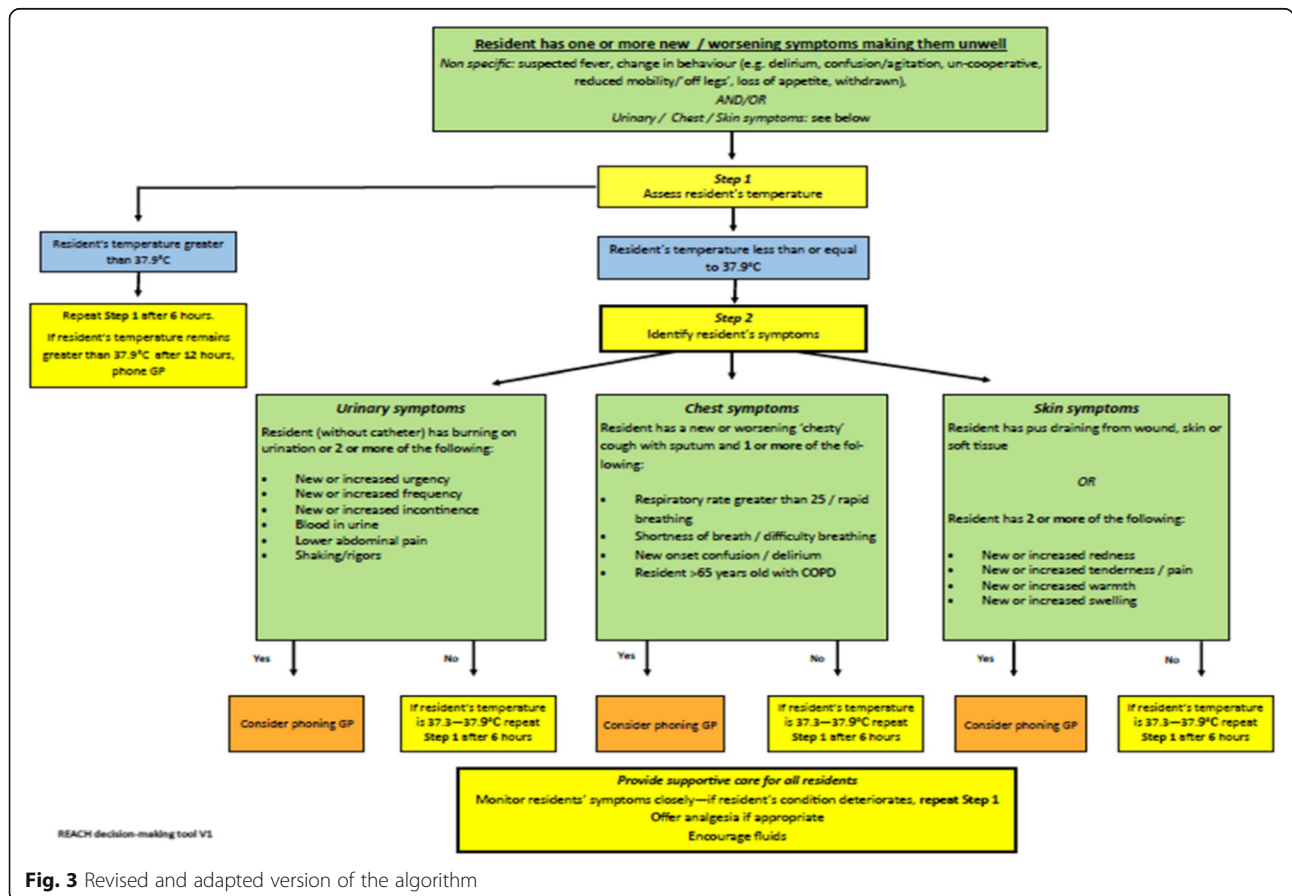 Resident has one or more new / worsening symptoms making them unwell
Non specific: suspected fever, change in behaviour (e.g. delirium, confusion/agitation, un-cooperative,
reduced mobility/'off legs', loss of appetite, withdrawn),
AND/OR
Urinary / Chest / Skin symptoms: see below
Step 1
Assess resident's temperature
Resident's temperature greater
than 37.9°C
Resident's temperature less than or equal
to 37.9°C
Repeat Step 1 after 6 hours.
If resident's temperature remains
greater than 37.9°C after 12 hours,
phone GP
Step 2
Identify resident's symptoms
Urinary symptoms
Resident (without catheter) has burning on
urination or 2 or more of the following:
• New or increased urgency
• New or increased frequency
• New or increased incontinence
• Blood in urine
• Lower abdominal pain
• Shaking/rigors
Chest symptoms
Resident has a new or worsening 'chesty'
cough with sputum and 1 or more of the fol-
lowing:
• Respiratory rate greater than 25 / rapid
breathing
• Shortness of breath / difficulty breathing
• New onset confusion / delirium
• Resident >65 years old with COPD
Skin symptoms
Resident has pus draining from wound, skin or
soft tissue
OR
Resident has 2 or more of the following:
• New or increased redness
• New or increased tenderness / pain
• New or increased warmth
• New or increased swelling
Yes
No
Yes
No
Yes
No
Consider phoning GP
If resident's temperature
is 37.3—37.9°C repeat
Step 1 after 6 hours
Consider phoning GP
If resident's temperature
is 37.3—37.9°C repeat
Step 1 after 6 hours
Consider phoning GP
If resident's temperature
is 37.3—37.9°C repeat
Step 1 after 6 hours
Provide supportive care for all residents
Monitor residents' symptoms closely—if resident's condition deteriorates, repeat Step 1
Offer analgesia if appropriate
Encourage fluids
REACH decision-making tool V1
Fig. 3 Revised and adapted version of the algorithm